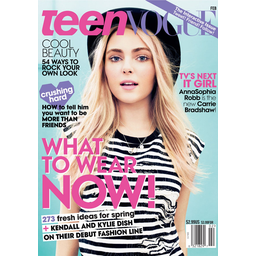 FEB
teen VOGUE
COOL
BEAUTY
54 WAYS TO
ROCK YOUR
OWN LOOK
crushing
hard
HOW to tell him
you want to be
MORE THAN
FRIENDS
TV'S NEXT
IT GIRL
AnnaSophia
Robb is the
new Carrie
Bradshaw!
WHAT
TO WEAR
NOW!
273 fresh ideas for spring
+ KENDALL AND KYLIE DISH
ON THEIR DEBUT FASHION LINE